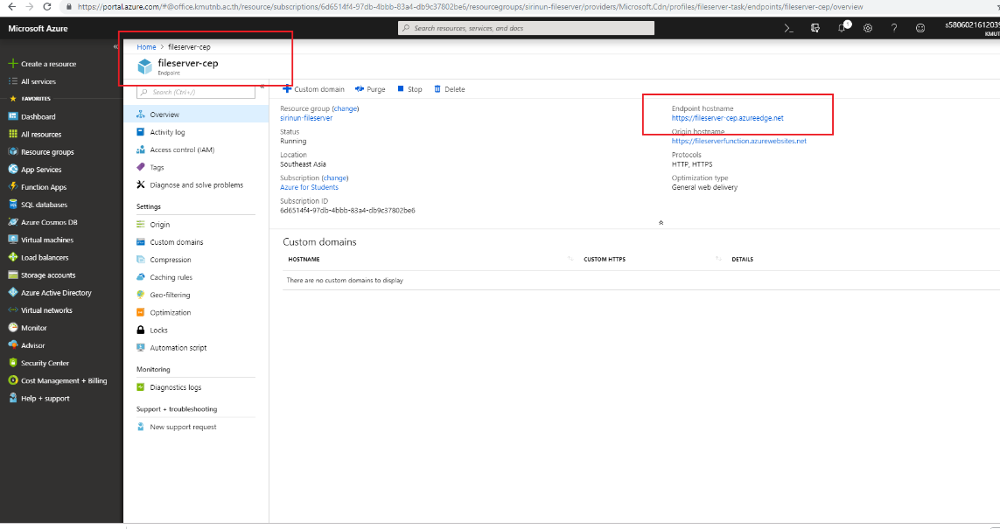 https://portal.azure.com/#@office.kmutnb.ac.th/resource/subscriptions/6d6514f4-97db-4bbb-83a4-db9c37802be6/resourcegroups/sirinun-fileserver/providers/Microsoft.Cdn/profiles/fileserver-task/endpoints/fileserver-cep/overview
Microsoft Azure
Search resources, services, and docs
1
s5806021612039
KMUT
Home > fileserver-cep
fileserver-cep
Endpoint
Create a resource
All services
FAVORITES
Dashboard
All resources
Resource groups
App Services
Function Apps
SQL databases
Azure Cosmos DB
Virtual machines
Load balancers
Storage accounts
Azure Active Directory
Virtual networks
Monitor
Advisor
Security Center
Cost Management + Billing
Help + support
Search (Ctrl+/)
Overview
Activity log
Access control (IAM)
Tags
Diagnose and solve problems
Settings
Origin
Custom domains
Compression
Caching rules
Geo-filtering
Optimization
Locks
Automation script
Monitoring
Diagnostics logs
Support + troubleshooting
New support request
Custom domain Purge Stop Delete
Resource group (change)
sirinun-fileserver
Status
Running
Location
Southeast Asia
Subscription (change)
Azure for Students
Subscription ID
6d6514f4-97db-4bbb-83a4-db9c37802be6
Endpoint hostname
https://fileserver-cep.azureedge.net
Origin hostname
https://fileserverfunction.azurewebsites.net
Protocols
HTTP, HTTPS
Optimization type
General web delivery
Custom domains
HOSTNAME CUSTOM HTTPS DETAILS
There are no custom domains to display